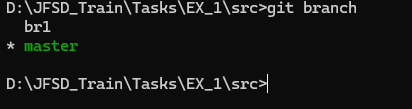 D:\JFSD_Train\Tasks\EX_1\src>git branch
  br1
* master
D:\JFSD_Train\Tasks\EX_1\src>